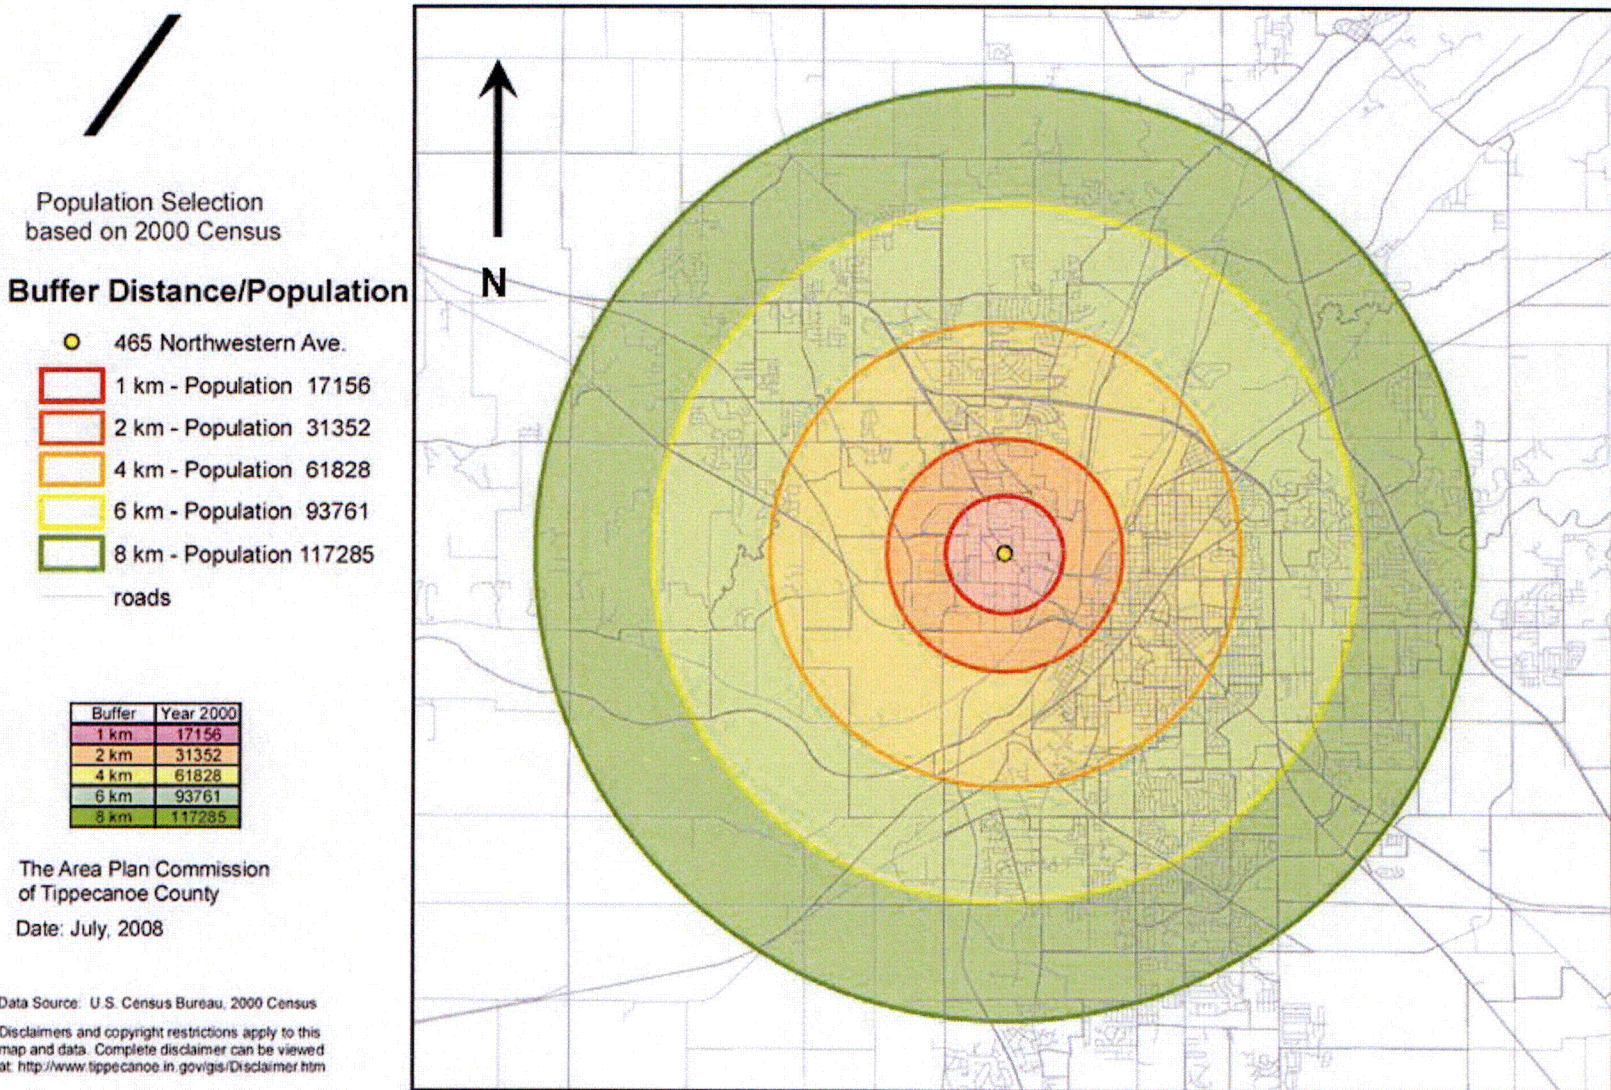 Population Selection
based on 2000 Census
Buffer Distance/Population
465 Northwestern Ave.
1 km - Population 17156
2 km - Population 31352
4 km - Population 61828
6 km - Population 93761
8 km - Population 117285
roads
Buffer Year 2000
1 km 17156
2 km 31352
4 km 61828
6 km 93761
8 km 117285
The Area Plan Commission
of Tippecanoe County
Date: July, 2008
Data Source: U.S. Census Bureau, 2000 Census
Disclaimers and copyright restrictions apply to this
map and data. Complete disclaimer can be viewed
at: http://www.tippecanoe.in.gov/gis/Disclaimer.htm
N